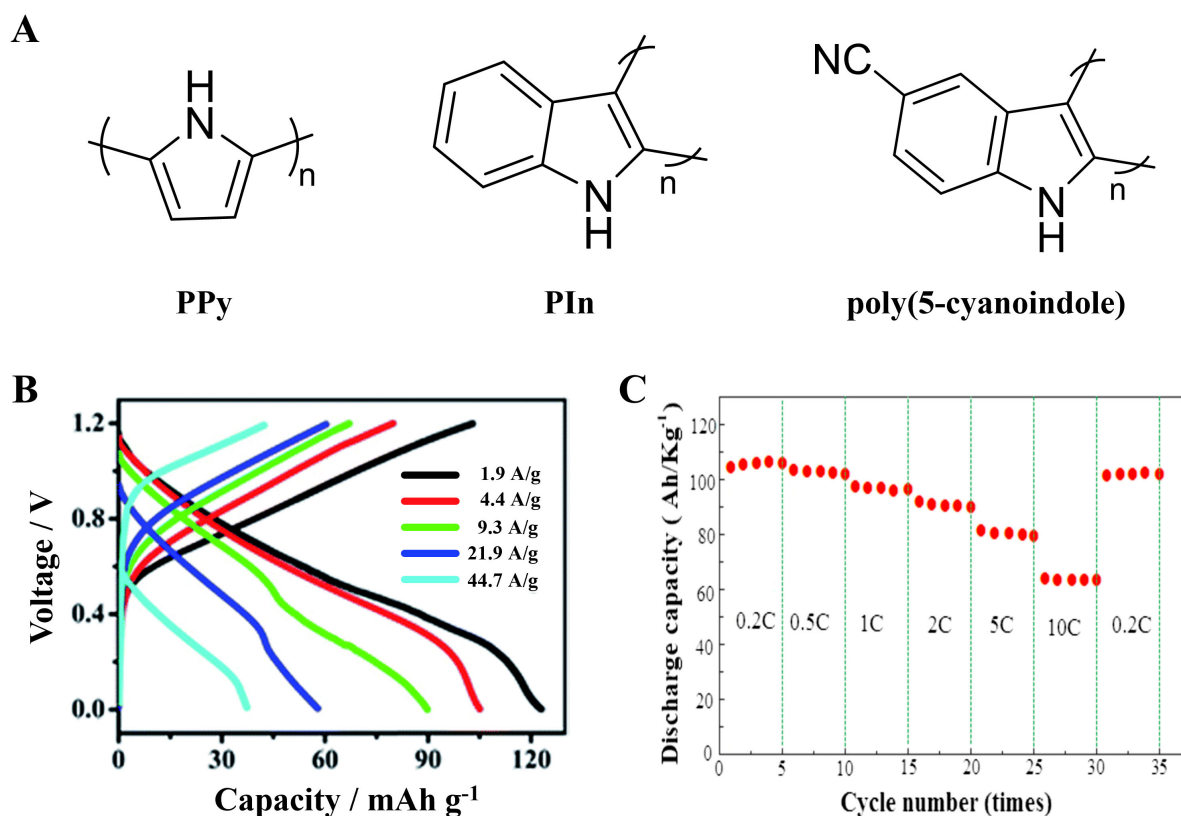 A
H
N
n
PPy
N
H
n
PIn
NC
N
H
n
poly(5-cyanoindole)
B
Voltage / V
1.2
0.8
0.4
0.0
1.9 A/g
4.4 A/g
9.3 A/g
21.9 A/g
44.7 A/g
0 30 60 90 120
Capacity / mAh g-1
C
Discharge capacity ( Ah/Kg-1)
120
100
80
60
40
20
0
0.2C 0.5C 1C 2C 5C 10C 0.2C
0 5 10 15 20 25 30 35
Cycle number (times)